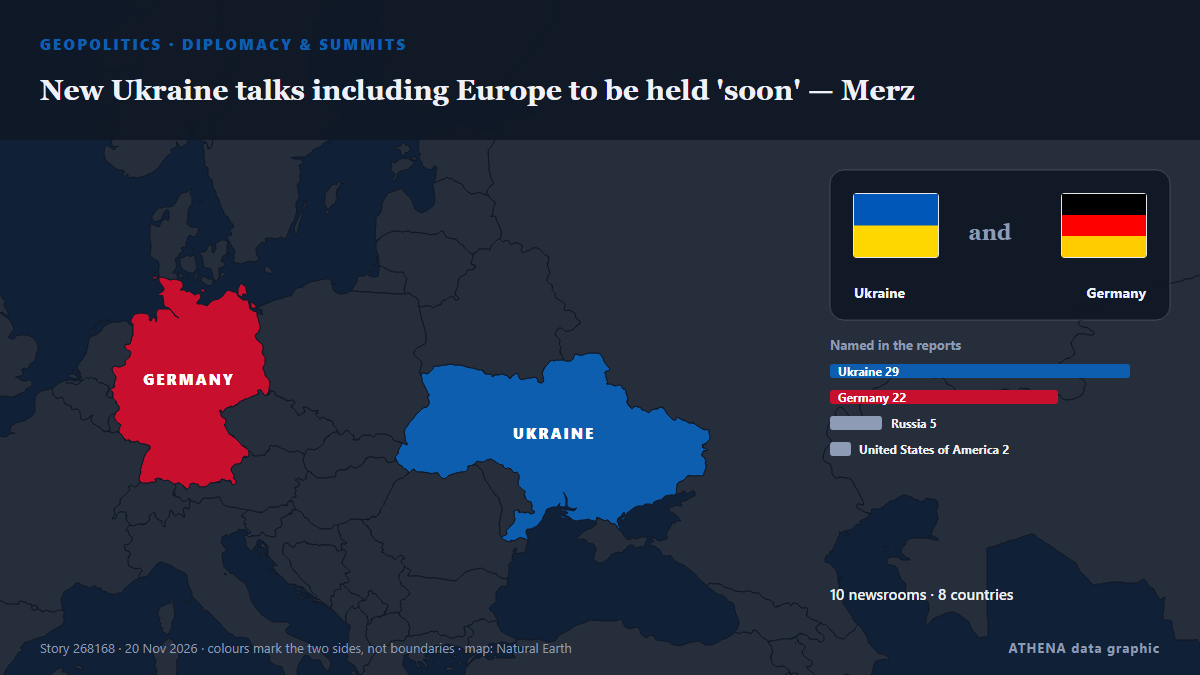 GEOPOLITICS · DIPLOMACY & SUMMITS
New Ukraine talks including Europe to be held 'soon' — Merz
and
Ukraine
Germany
Named in the reports
Ukraine 29
Germany 22
Russia 5
United States of America 2
GERMANY
UKRAINE
10 newsrooms · 8 countries
Story 268168 · 20 Nov 2026 · colours mark the two sides, not boundaries · map: Natural Earth
ATHENA data graphic